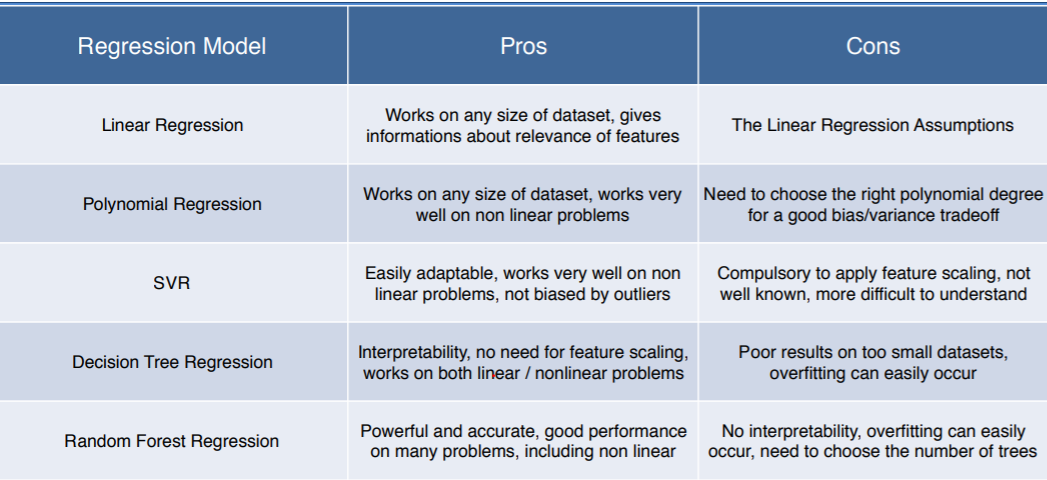 Regression Model
Pros
Cons
Linear Regression
Works on any size of dataset, gives
informations about relevance of features
The Linear Regression Assumptions
Polynomial Regression
Works on any size of dataset, works very
well on non linear problems
Need to choose the right polynomial degree
for a good bias/variance tradeoff
SVR
Easily adaptable, works very well on non
linear problems, not biased by outliers
Compulsory to apply feature scaling, not
well known, more difficult to understand
Decision Tree Regression
Interpretability, no need for feature scaling,
works on both linear / nonlinear problems
Poor results on too small datasets,
overfitting can easily occur
Random Forest Regression
Powerful and accurate, good performance
on many problems, including non linear
No interpretability, overfitting can easily
occur, need to choose the number of trees